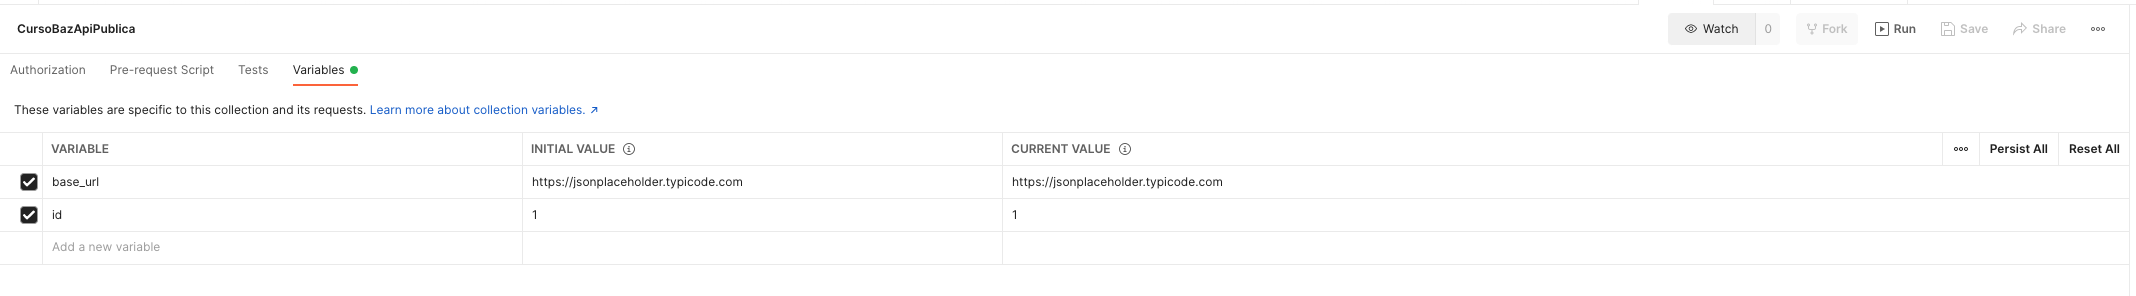 CursoBazApiPublica
Watch 0 Fork Run Save Share
Authorization Pre-request Script Tests Variables
These variables are specific to this collection and its requests. Learn more about collection variables. ↗
VARIABLE INITIAL VALUE CURRENT VALUE Persist All Reset All
base_url https://jsonplaceholder.typicode.com https://jsonplaceholder.typicode.com
id 1 1
Add a new variable